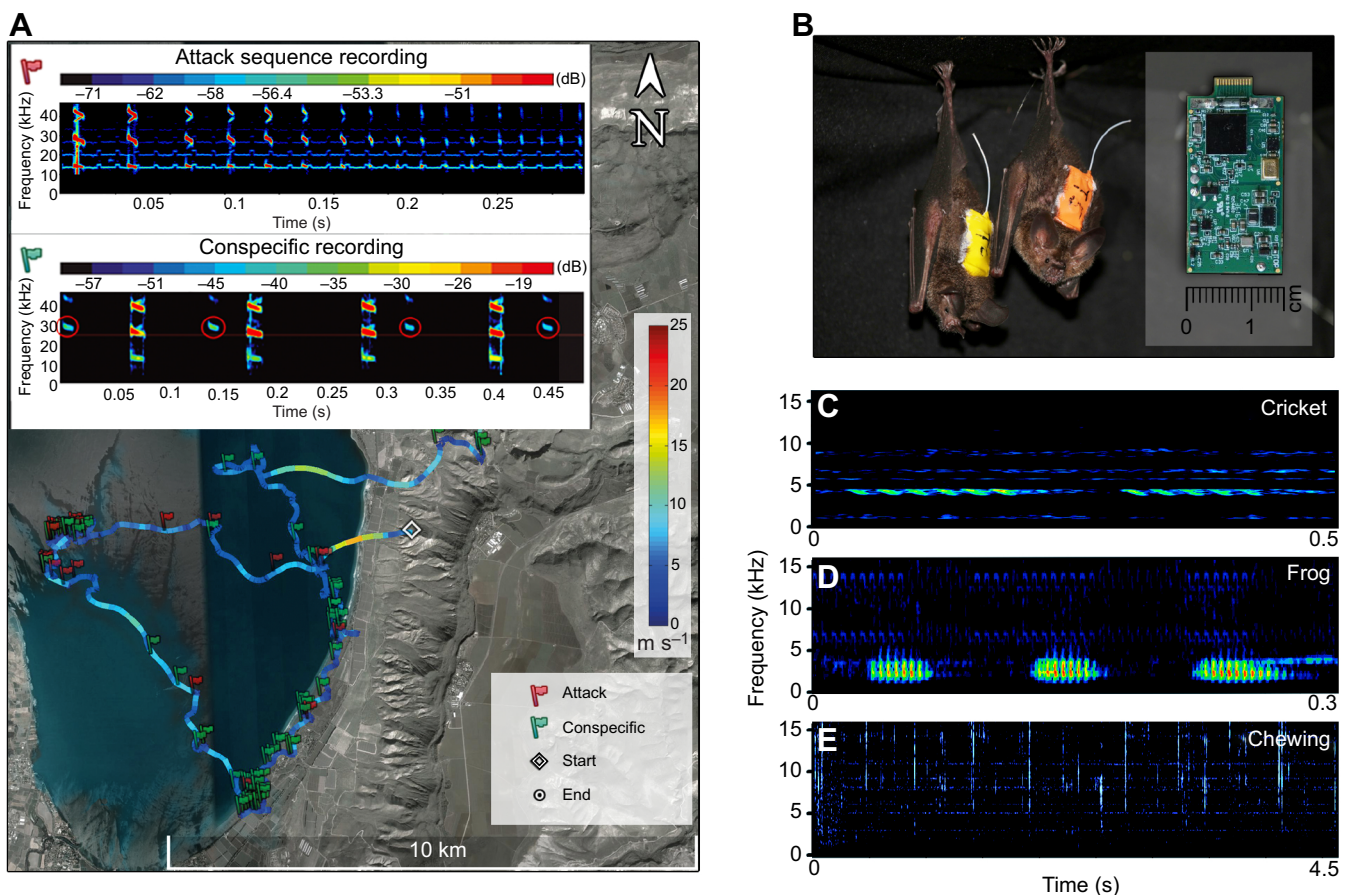 A
Attack sequence recording
(dB)
–71 –62 –58 –56.4 –53.3 –51
Frequency (kHz)
40
30
20
10
0
0.05 0.1 0.15 0.2 0.25
Time (s)
Conspecific recording
(dB)
–57 –51 –45 –40 –35 –30 –26 –19
Frequency (kHz)
40
30
20
10
0
0.05 0.1 0.15 0.2 0.25 0.3 0.35 0.4 0.45
Time (s)
N
25
20
15
10
5
0
m s⁻¹
Attack
Conspecific
Start
End
10 km
B
0 1 cm
Frequency (kHz)
C
Cricket
15
10
5
0
0 0.5
D
Frog
15
10
5
0
0 0.3
E
Chewing
15
10
5
0
0 4.5
Time (s)